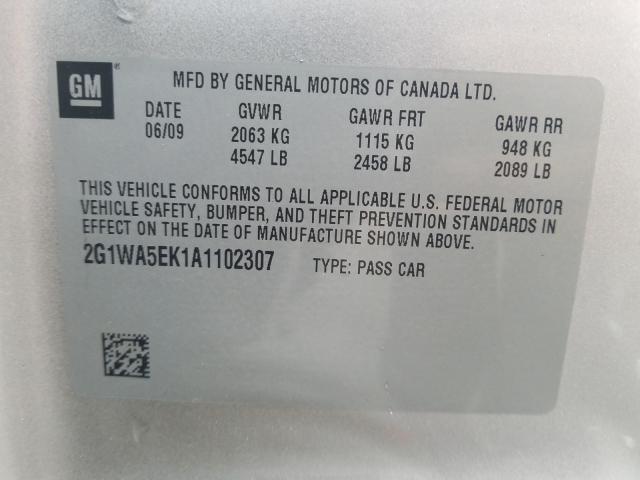 GM®
MFD BY GENERAL MOTORS OF CANADA LTD.
DATE GVWR GAWR FRT GAWR RR
06/09 2063 KG 1115 KG 948 KG
4547 LB 2458 LB 2089 LB
THIS VEHICLE CONFORMS TO ALL APPLICABLE U.S. FEDERAL MOTOR
VEHICLE SAFETY, BUMPER, AND THEFT PREVENTION STANDARDS IN
EFFECT ON THE DATE OF MANUFACTURE SHOWN ABOVE.
2G1WA5EK1A1102307 TYPE: PASS CAR